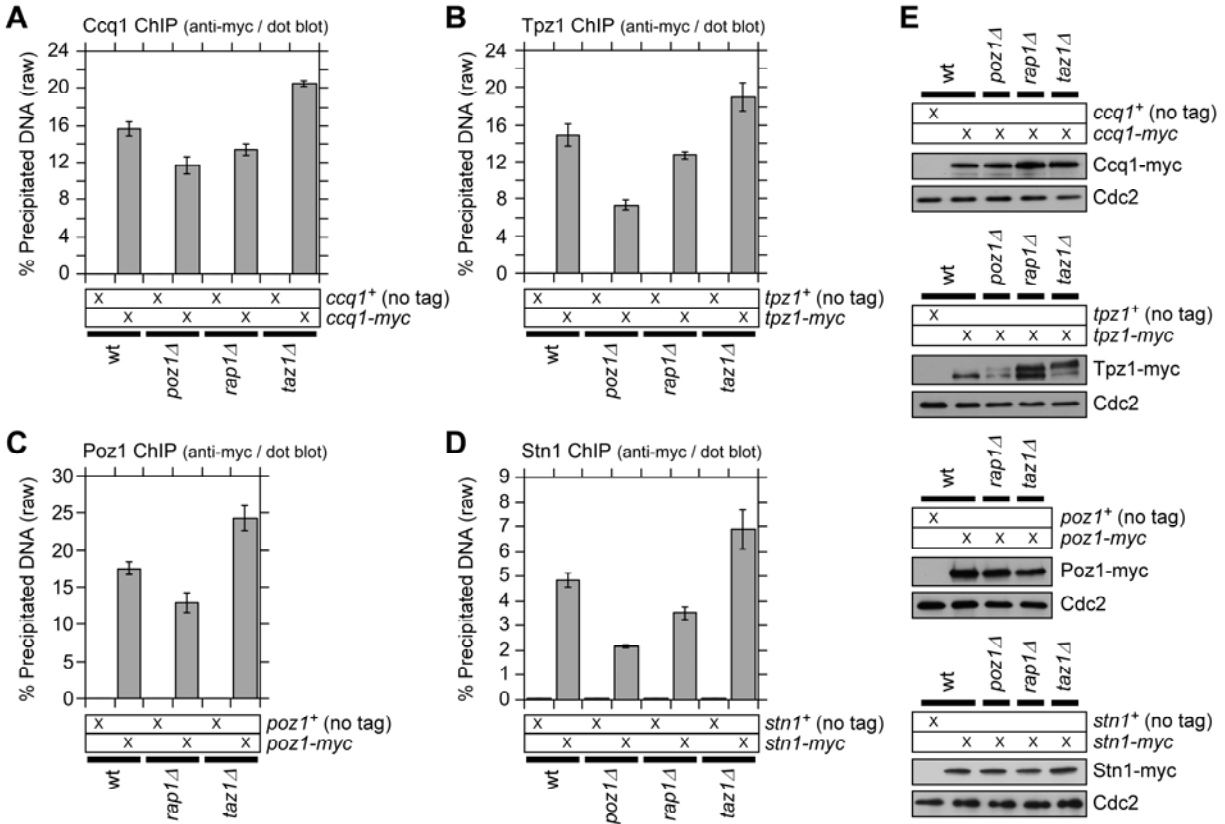 A
Ccq1 ChIP (anti-myc / dot blot)
% Precipitated DNA (raw)
24
20
16
12
8
4
0
X X X X ccq1+ (no tag)
X X X X ccq1-myc
wt poz1Δ rap1Δ taz1Δ
B
Tpz1 ChIP (anti-myc / dot blot)
% Precipitated DNA (raw)
24
20
16
12
8
4
0
X X X X tpz1+ (no tag)
X X X X tpz1-myc
wt poz1Δ rap1Δ taz1Δ
C
Poz1 ChIP (anti-myc / dot blot)
% Precipitated DNA (raw)
30
25
20
15
10
5
0
X X X poz1+ (no tag)
X X X poz1-myc
wt rap1Δ taz1Δ
D
Stn1 ChIP (anti-myc / dot blot)
% Precipitated DNA (raw)
9
8
7
6
5
4
3
2
1
0
X X X X stn1+ (no tag)
X X X X stn1-myc
wt poz1Δ rap1Δ taz1Δ
E
wt poz1Δ rap1Δ taz1Δ
X ccq1+ (no tag)
X X X X ccq1-myc
Ccq1-myc
Cdc2
wt poz1Δ rap1Δ taz1Δ
X tpz1+ (no tag)
X X X X tpz1-myc
Tpz1-myc
Cdc2
wt rap1Δ taz1Δ
X poz1+ (no tag)
X X X poz1-myc
Poz1-myc
Cdc2
wt poz1Δ rap1Δ taz1Δ
X stn1+ (no tag)
X X X X stn1-myc
Stn1-myc
Cdc2